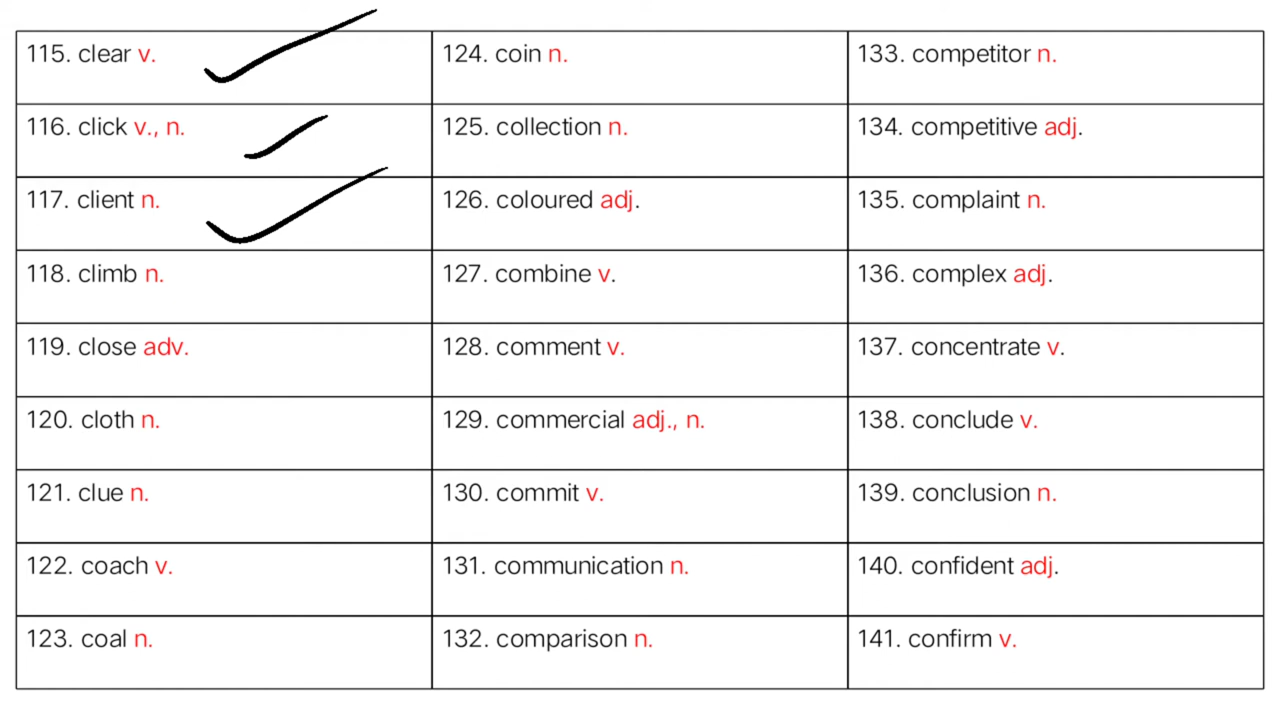 115. clear v.
116. click v., n.
117. client n.
118. climb n.
119. close adv.
120. cloth n.
121. clue n.
122. coach v.
123. coal n.
124. coin n.
125. collection n.
126. coloured adj.
127. combine v.
128. comment v.
129. commercial adj., n.
130. commit v.
131. communication n.
132. comparison n.
133. competitor n.
134. competitive adj.
135. complaint n.
136. complex adj.
137. concentrate v.
138. conclude v.
139. conclusion n.
140. confident adj.
141. confirm v.